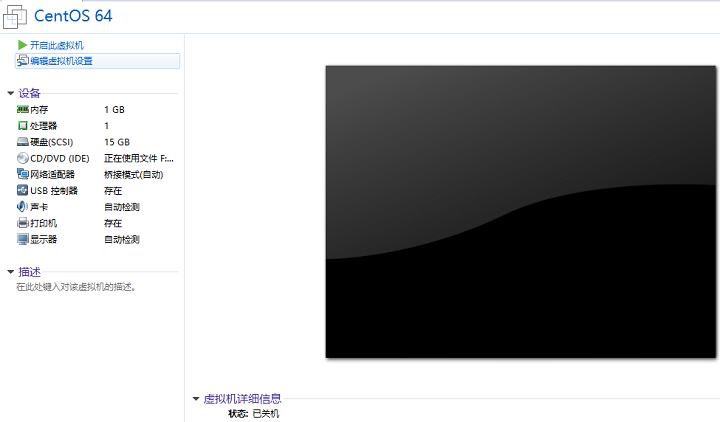 CentOS 64
开启此虚拟机
编辑虚拟机设置
设备
内存 1 GB
处理器 1
硬盘(SCSI) 15 GB
CD/DVD (IDE) 正在使用文件 F:...
网络适配器 桥接模式(自动)
USB 控制器 存在
声卡 自动检测
打印机 存在
显示器 自动检测
描述
在此处键入对该虚拟机的描述。
虚拟机详细信息
状态: 已关机